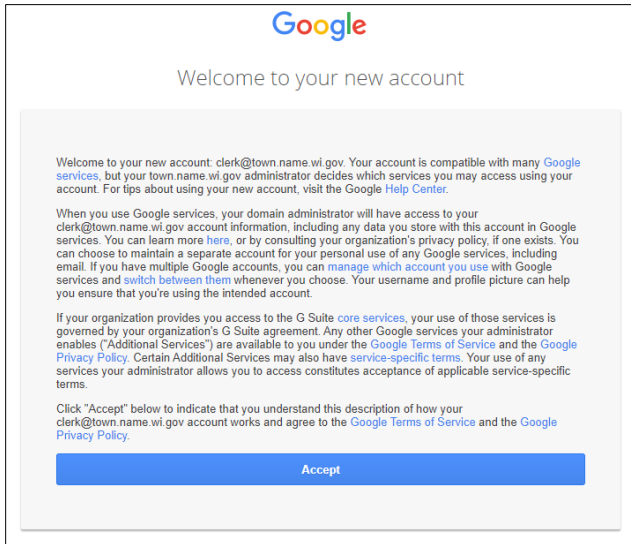 Google
Welcome to your new account
Welcome to your new account: clerk@town.name.wi.gov. Your account is compatible with many Google
services, but your town.name.wi.gov administrator decides which services you may access using your
account. For tips about using your new account, visit the Google Help Center.
When you use Google services, your domain administrator will have access to your
clerk@town.name.wi.gov account information, including any data you store with this account in Google
services. You can learn more here, or by consulting your organization's privacy policy, if one exists. You
can choose to maintain a separate account for your personal use of any Google services, including
email. If you have multiple Google accounts, you can manage which account you use with Google
services and switch between them whenever you choose. Your username and profile picture can help
you ensure that you're using the intended account.
If your organization provides you access to the G Suite core services, your use of those services is
governed by your organization's G Suite agreement. Any other Google services your administrator
enables ("Additional Services") are available to you under the Google Terms of Service and the Google
Privacy Policy. Certain Additional Services may also have service-specific terms. Your use of any
services your administrator allows you to access constitutes acceptance of applicable service-specific
terms.
Click "Accept" below to indicate that you understand this description of how your
clerk@town.name.wi.gov account works and agree to the Google Terms of Service and the Google
Privacy Policy.
Accept